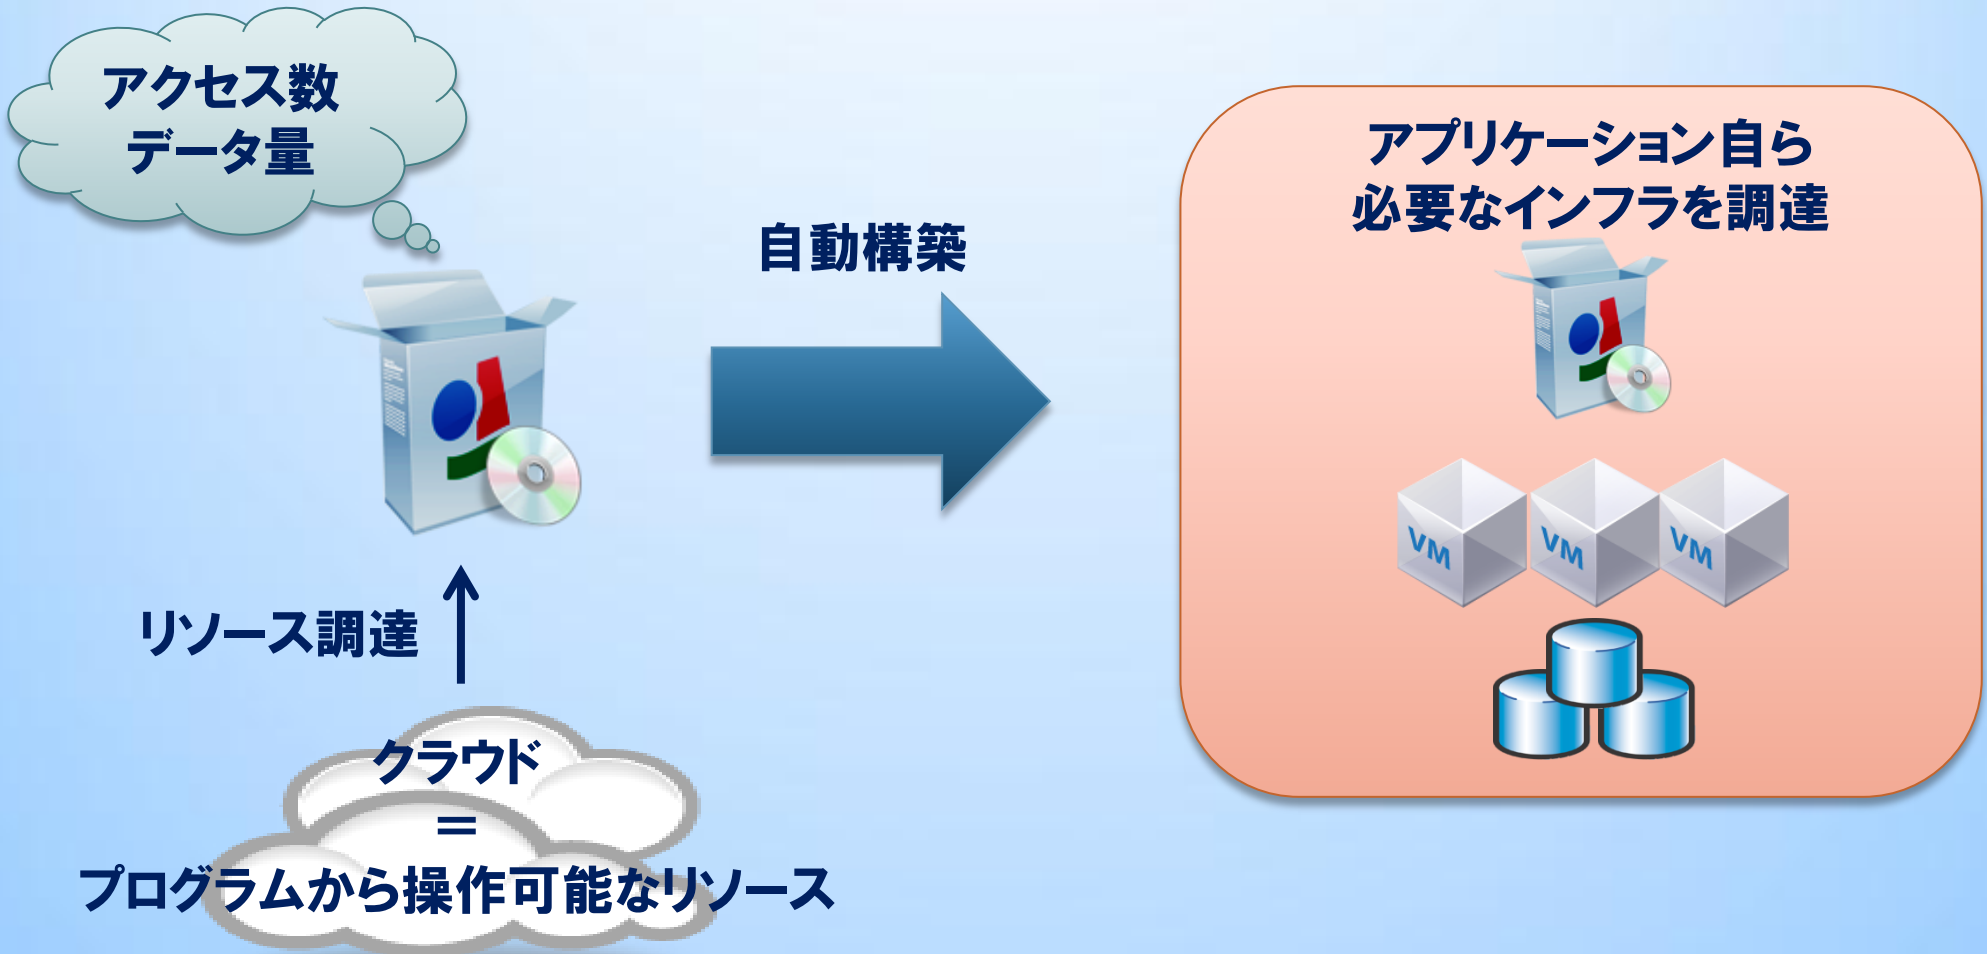 アクセス数
データ量
自動構築
リソース調達
クラウド
＝
プログラムから操作可能なリソース
アプリケーション自ら
必要なインフラを調達
VM
VM
VM